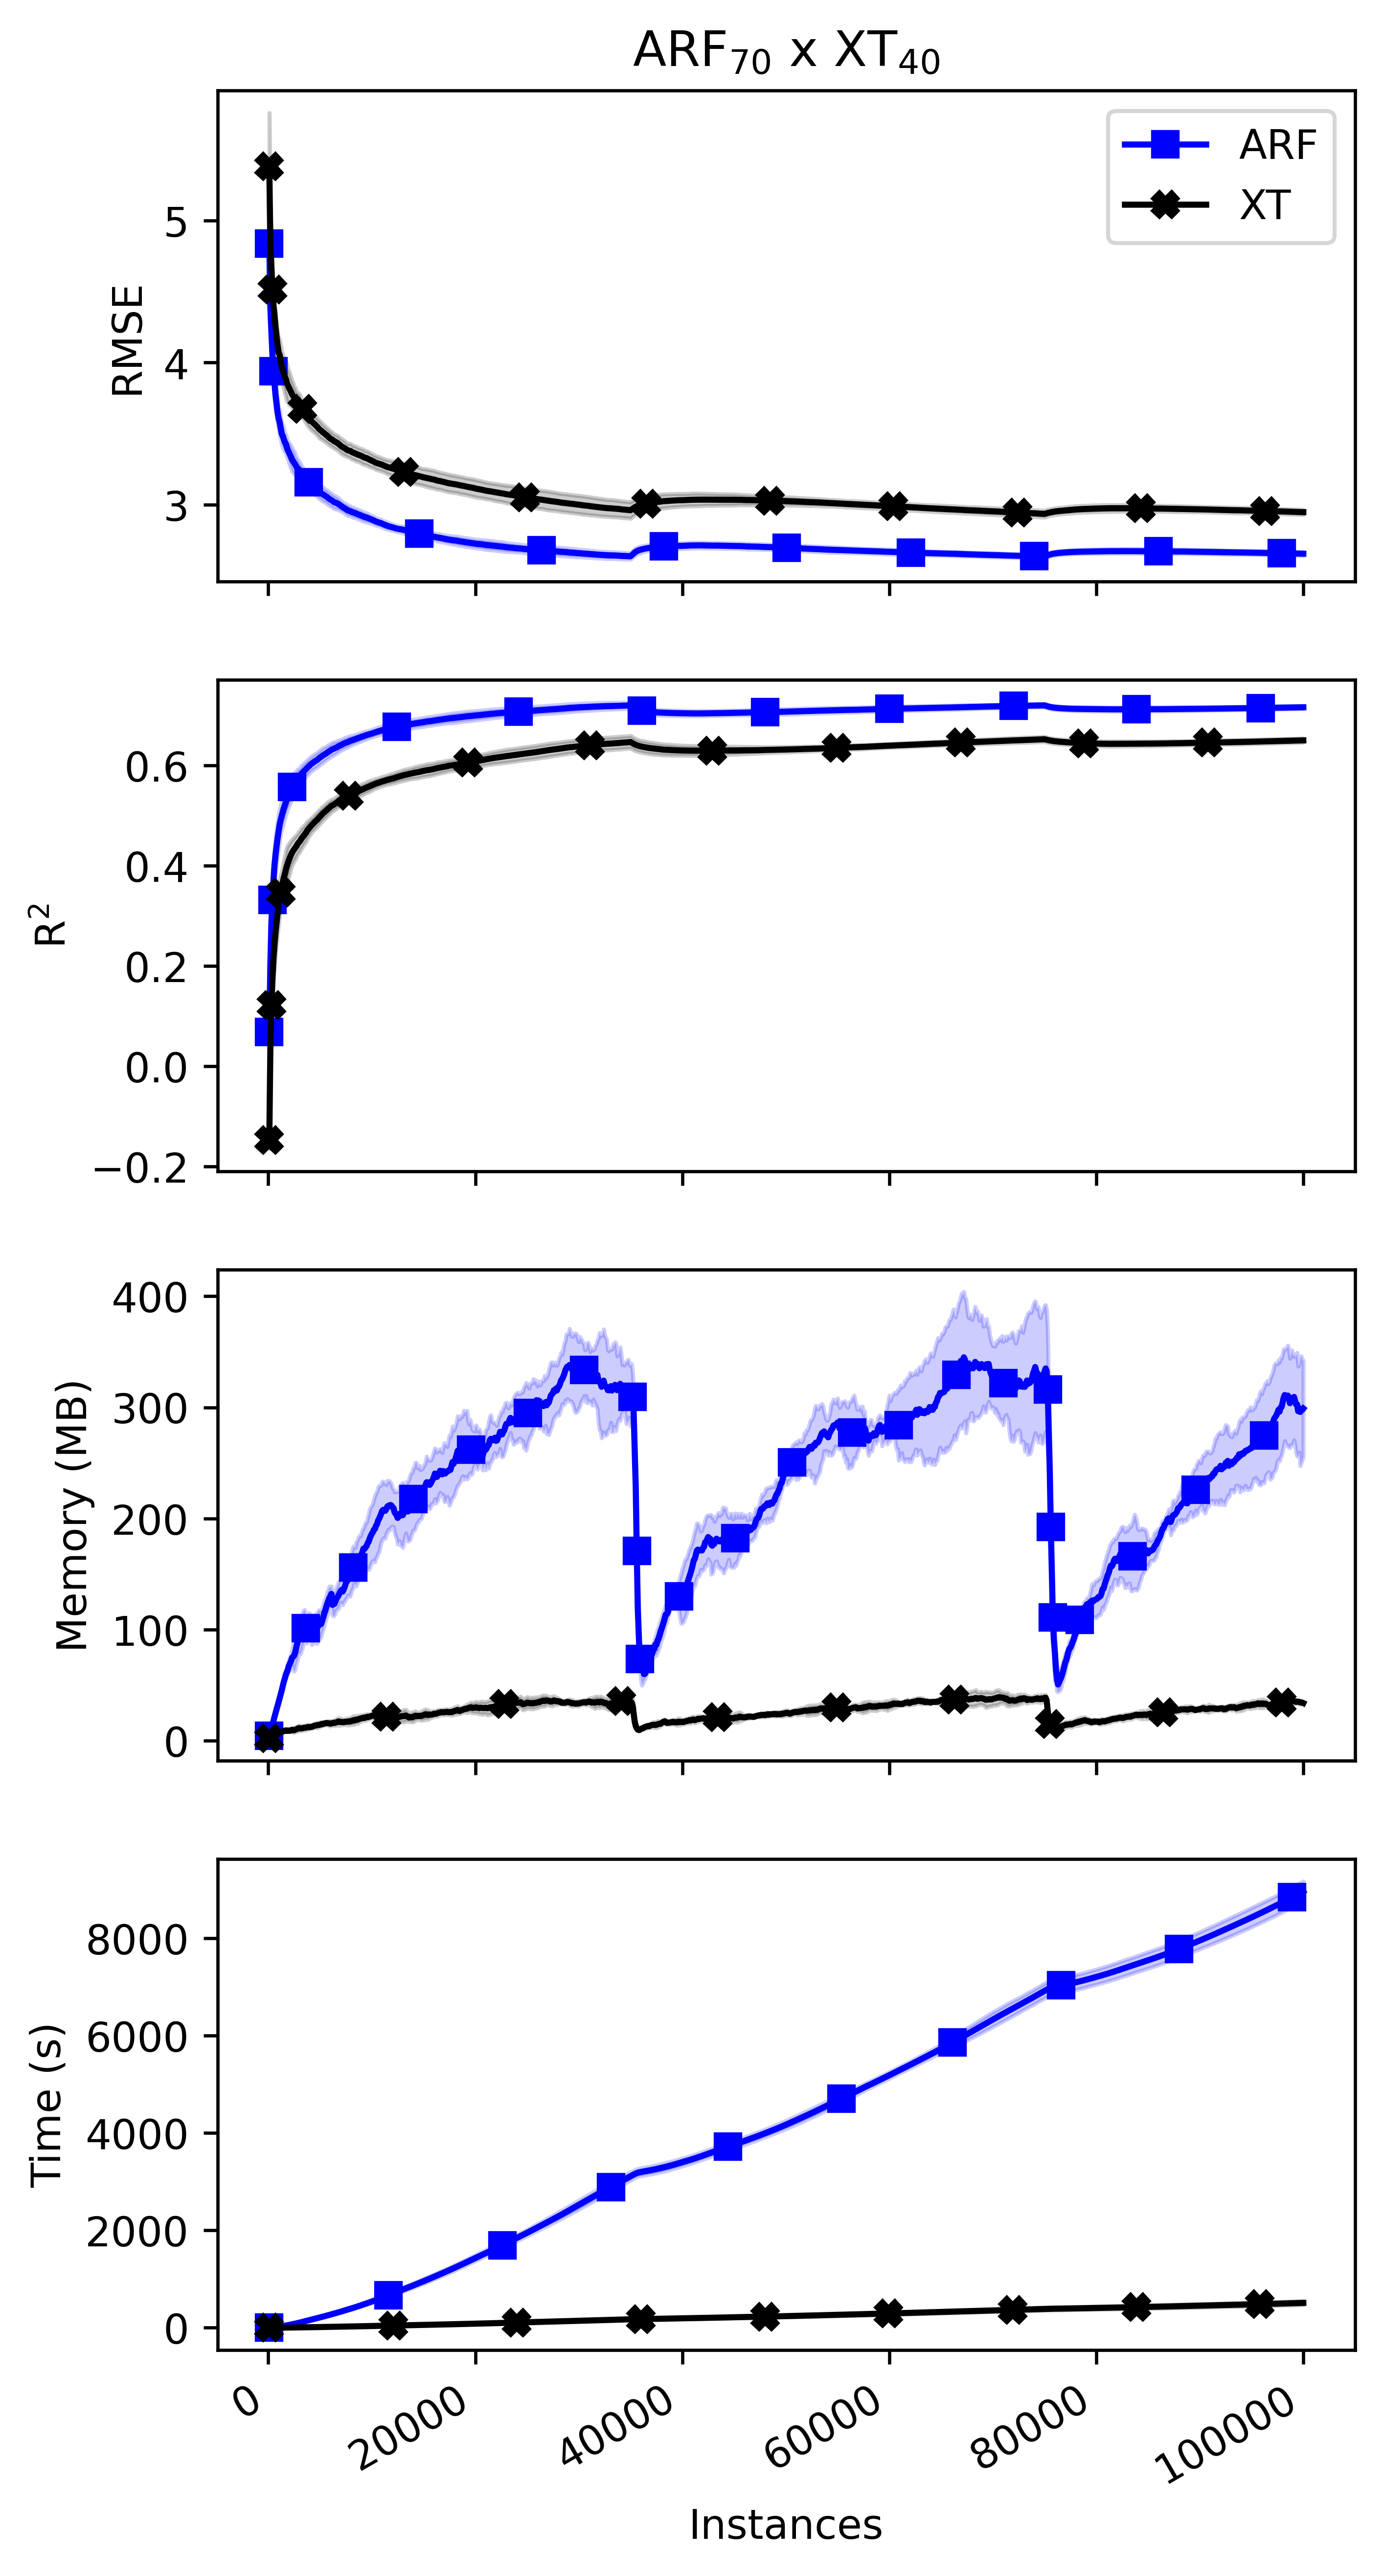 ARF₇₀ x XT₄₀
ARF
XT
RMSE
5
4
3
R²
0.6
0.4
0.2
0.0
−0.2
Memory (MB)
400
300
200
100
0
Time (s)
8000
6000
4000
2000
0
0 20000 40000 60000 80000 100000
Instances